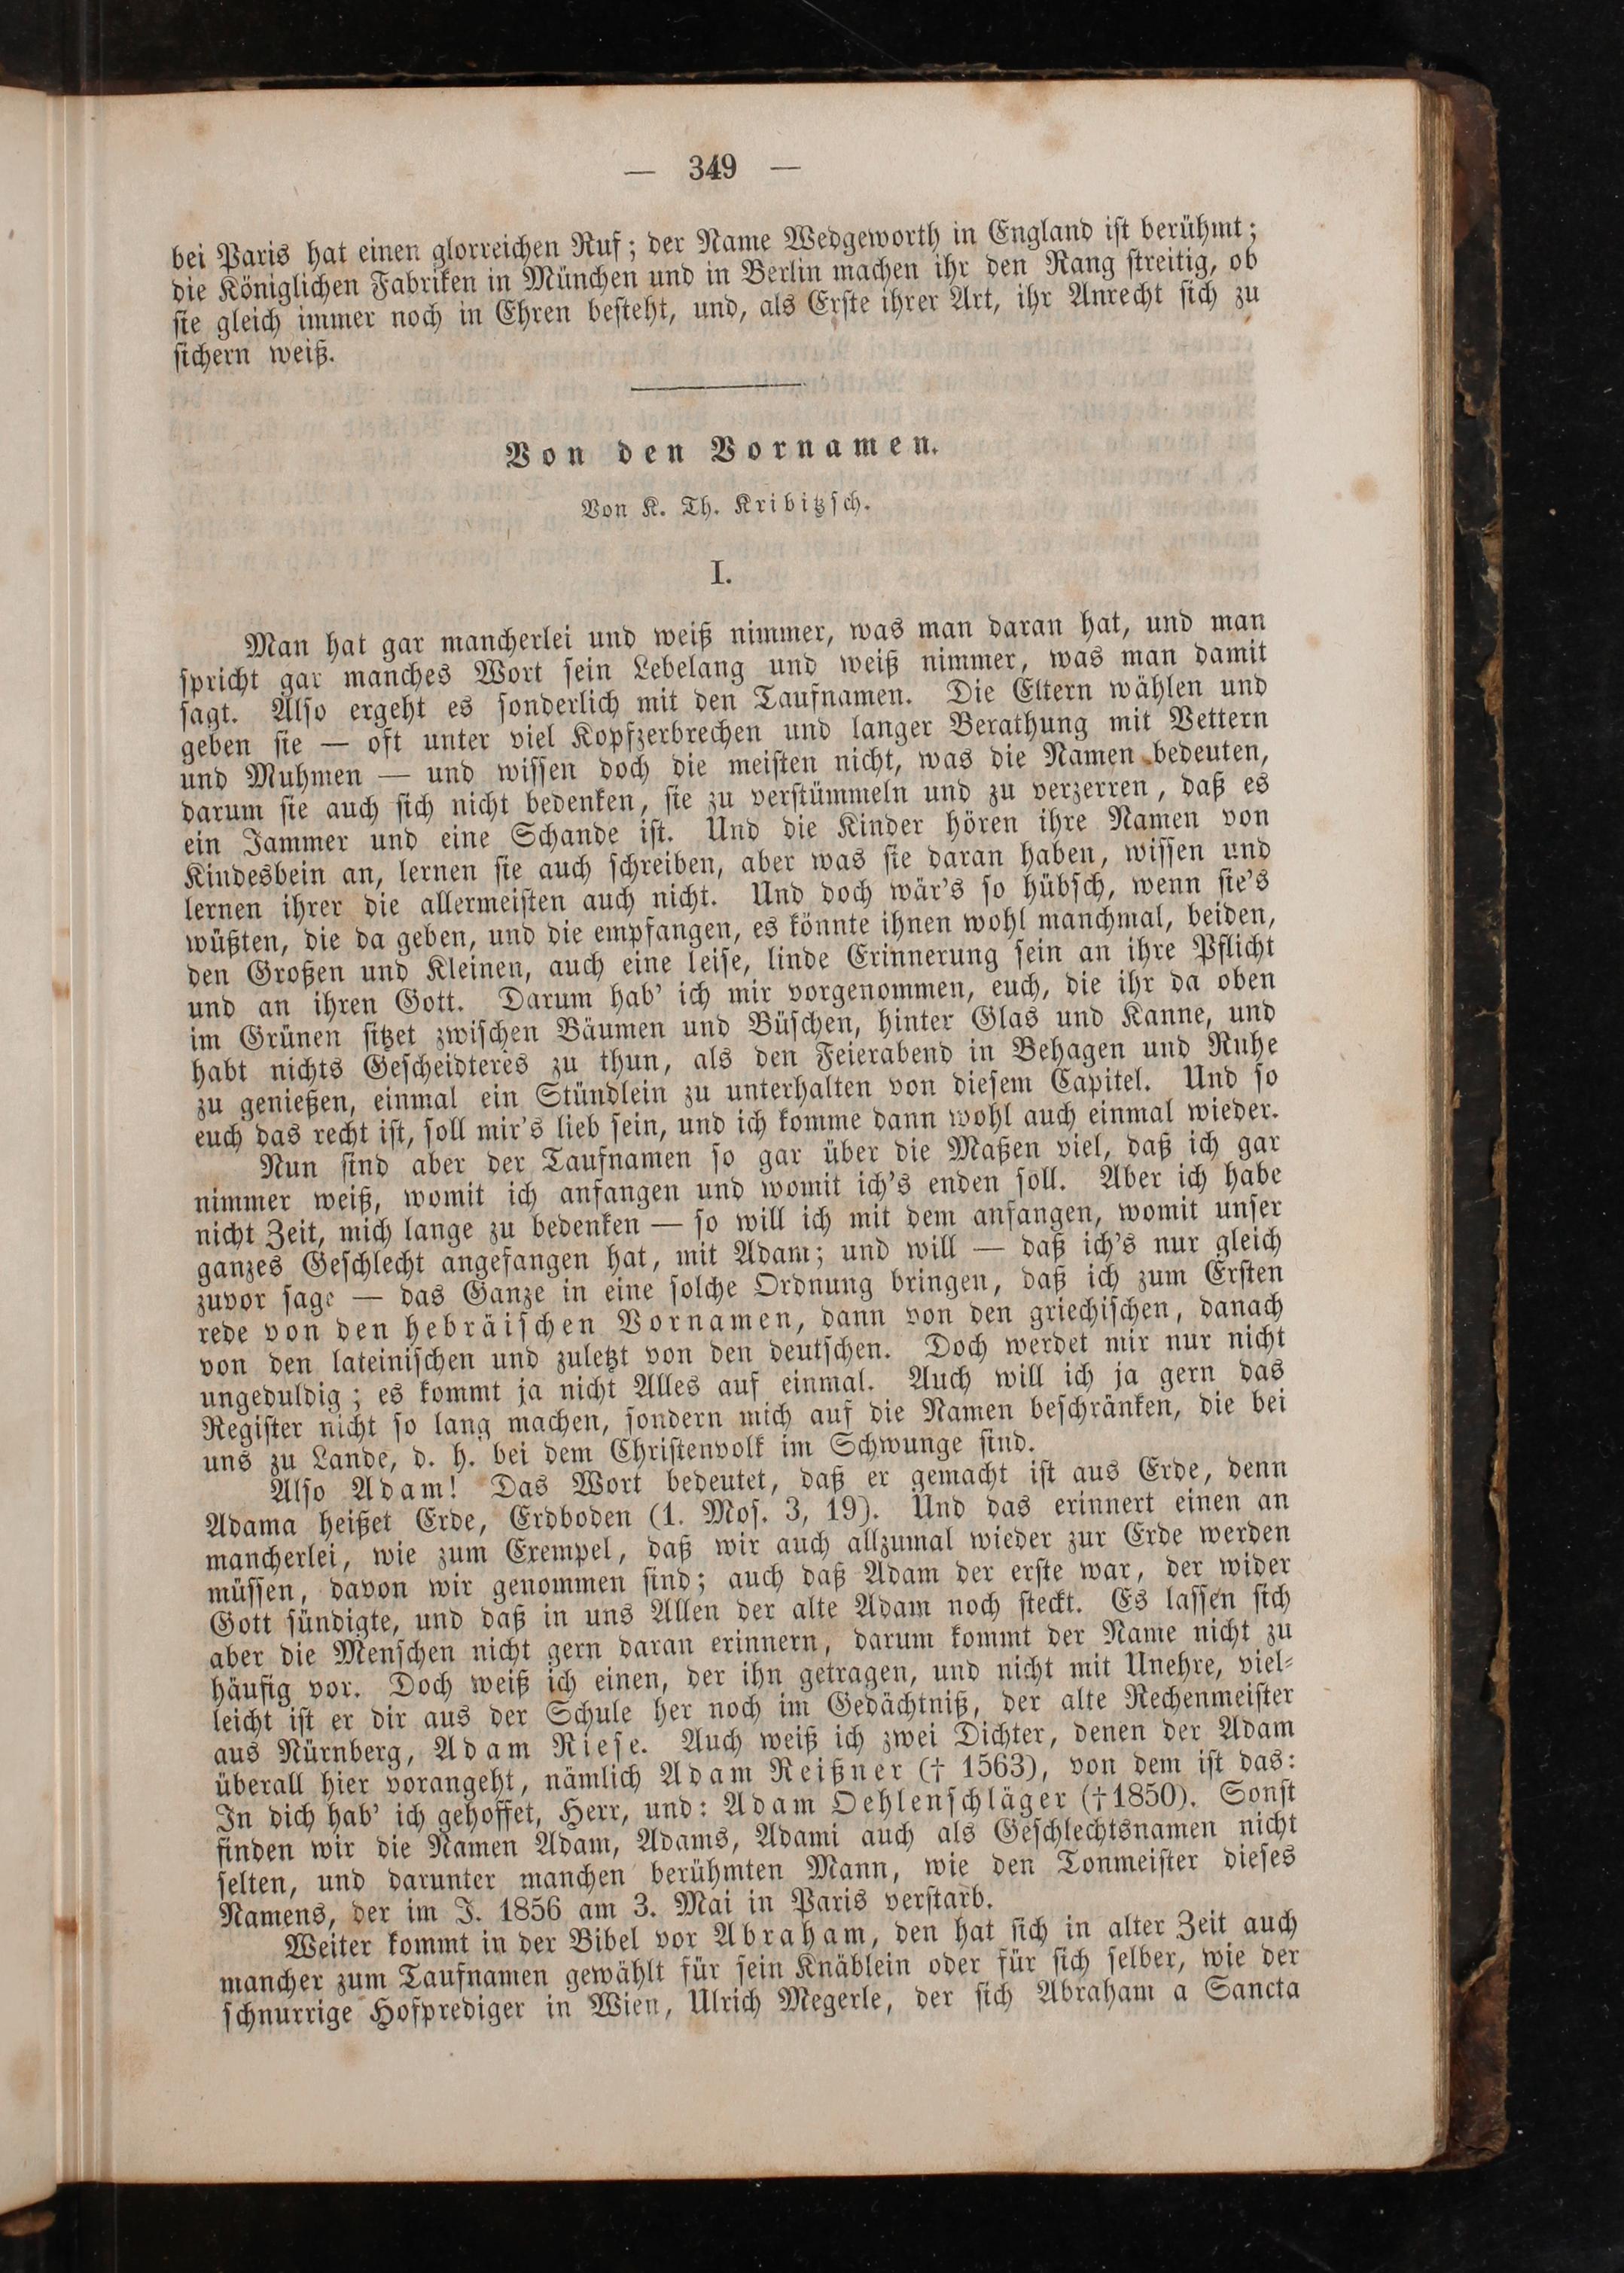 — 349 —
bei Paris hat einen glorreichen Ruf; der Name Wedgeworth in England ist berühmt;
die Königlichen Fabriken in München und in Berlin machen ihr den Rang streitig, ob
sie gleich immer noch in Ehren besteht, und, als Erste ihrer Art, ihr Anrecht sich zu
sichern weiß.
Von den Vornamen.
Von K. Th. Kribitzsch.
I.
Man hat gar mancherlei und weiß nimmer, was man daran hat, und man
spricht gar manches Wort sein Lebelang und weiß nimmer, was man damit
sagt. Also ergeht es sonderlich mit den Taufnamen. Die Eltern wählen und
geben sie — oft unter viel Kopfzerbrechen und langer Berathung mit Vettern
und Muhmen — und wissen doch die meisten nicht, was die Namen bedeuten,
darum sie auch sich nicht bedenken, sie zu verstümmeln und zu verzerren, daß es
ein Jammer und eine Schande ist. Und die Kinder hören ihre Namen von
Kindesbein an, lernen sie auch schreiben, aber was sie daran haben, wissen und
lernen ihrer die allermeisten auch nicht. Und doch wär's so hübsch, wenn sie's
wüßten, die da geben, und die empfangen, es könnte ihnen wohl manchmal, beiden,
den Großen und Kleinen, auch eine leise, linde Erinnerung sein an ihre Pflicht
und an ihren Gott. Darum hab' ich mir vorgenommen, euch, die ihr da oben
im Grünen sitzet zwischen Bäumen und Büschen, hinter Glas und Kanne, und
habt nichts Gescheidteres zu thun, als den Feierabend in Behagen und Ruhe
zu genießen, einmal ein Stündlein zu unterhalten von diesem Capitel. Und so
euch das recht ist, soll mir's lieb sein, und ich komme dann wohl auch einmal wieder.
Nun sind aber der Taufnamen so gar über die Maßen viel, daß ich gar
nimmer weiß, womit ich anfangen und womit ich's enden soll. Aber ich habe
nicht Zeit, mich lange zu bedenken — so will ich mit dem anfangen, womit unser
ganzes Geschlecht angefangen hat, mit Adam; und will — daß ich's nur gleich
zuvor sage — das Ganze in eine solche Ordnung bringen, daß ich zum Ersten
rede von den hebräischen Vornamen, dann von den griechischen, danach
von den lateinischen und zuletzt von den deutschen. Doch werdet mir nur nicht
ungeduldig; es kommt ja nicht Alles auf einmal. Auch will ich ja gern das
Register nicht so lang machen, sondern mich auf die Namen beschränken, die bei
uns zu Lande, d. h. bei dem Christenvolk im Schwunge sind.
Also Adam! Das Wort bedeutet, daß er gemacht ist aus Erde, denn
Adama heißet Erde, Erdboden (1. Mos. 3, 19). Und das erinnert einen an
mancherlei, wie zum Exempel, daß wir auch allzumal wieder zur Erde werden
müssen, davon wir genommen sind; auch daß Adam der erste war, der wider
Gott sündigte, und daß in uns Allen der alte Adam noch steckt. Es lassen sich
aber die Menschen nicht gern daran erinnern, darum kommt der Name nicht zu
häufig vor. Doch weiß ich einen, der ihn getragen, und nicht mit Unehre, viel-
leicht ist er dir aus der Schule her noch im Gedächtniß, der alte Rechenmeister
aus Nürnberg, Adam Riese. Auch weiß ich zwei Dichter, denen der Adam
überall hier vorangeht, nämlich Adam Reißner († 1563), von dem ist das:
In dich hab' ich gehoffet, Herr, und: Adam Oehlenschläger († 1850). Sonst
finden wir die Namen Adam, Adams, Adami auch als Geschlechtsnamen nicht
selten, und darunter manchen berühmten Mann, wie den Tonmeister dieses
Namens, der im J. 1856 am 3. Mai in Paris verstarb.
Weiter kommt in der Bibel vor Abraham, den hat sich in alter Zeit auch
mancher zum Taufnamen gewählt für sein Knäblein oder für sich selber, wie der
schnurrige Hofprediger in Wien, Ulrich Megerle, der sich Abraham a Sancta